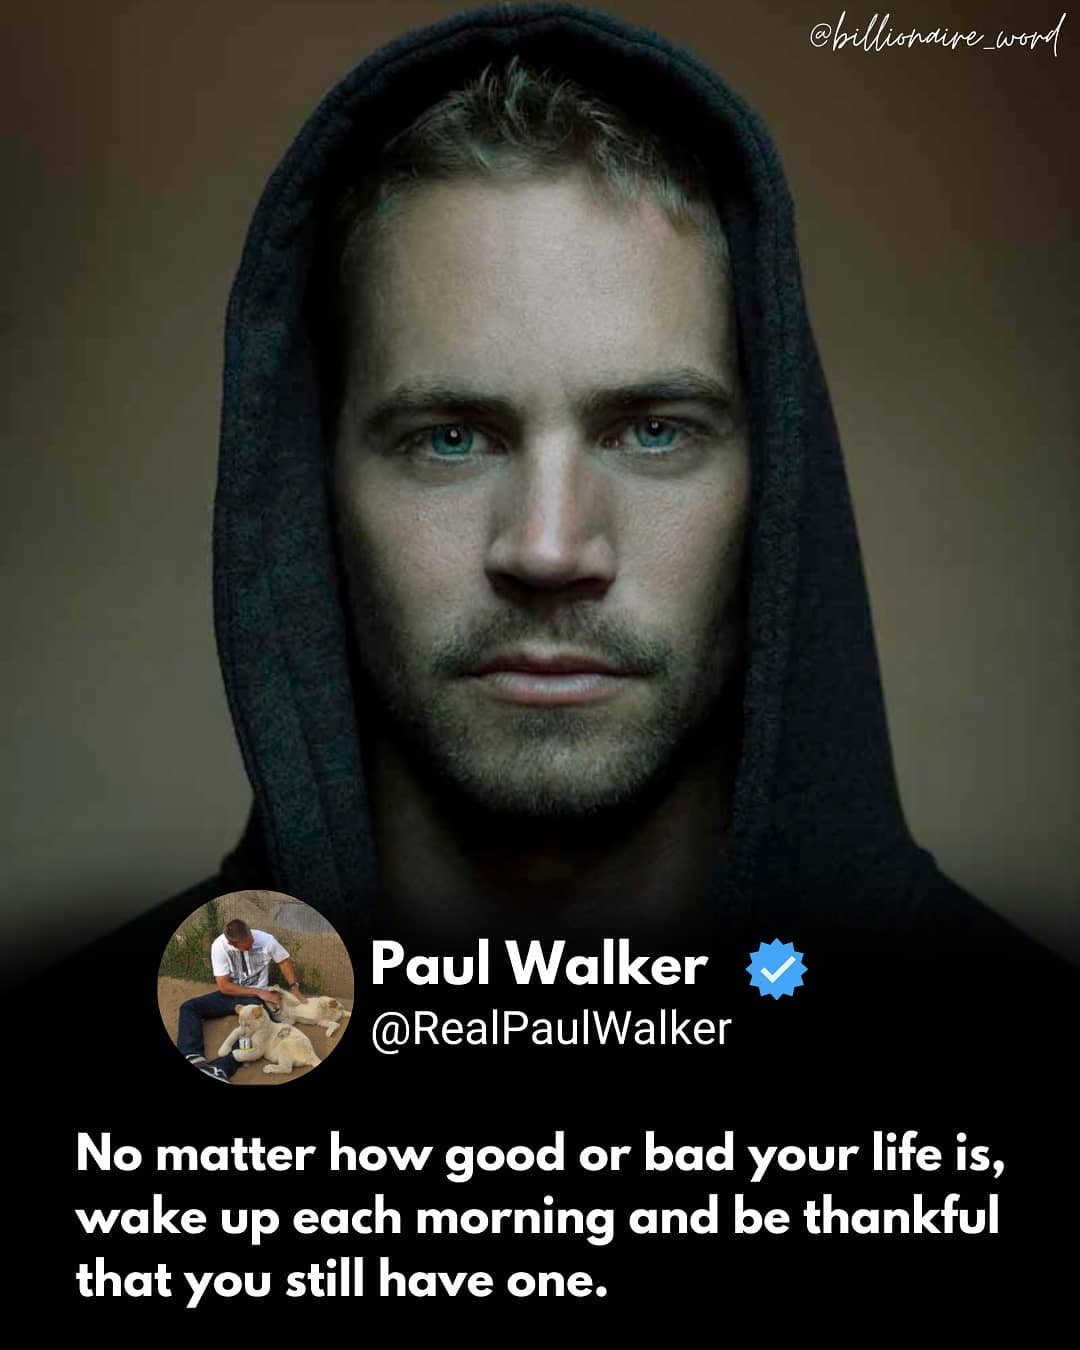 @billionaire_word
Paul Walker
@RealPaulWalker
No matter how good or bad your life is,
wake up each morning and be thankful
that you still have one.